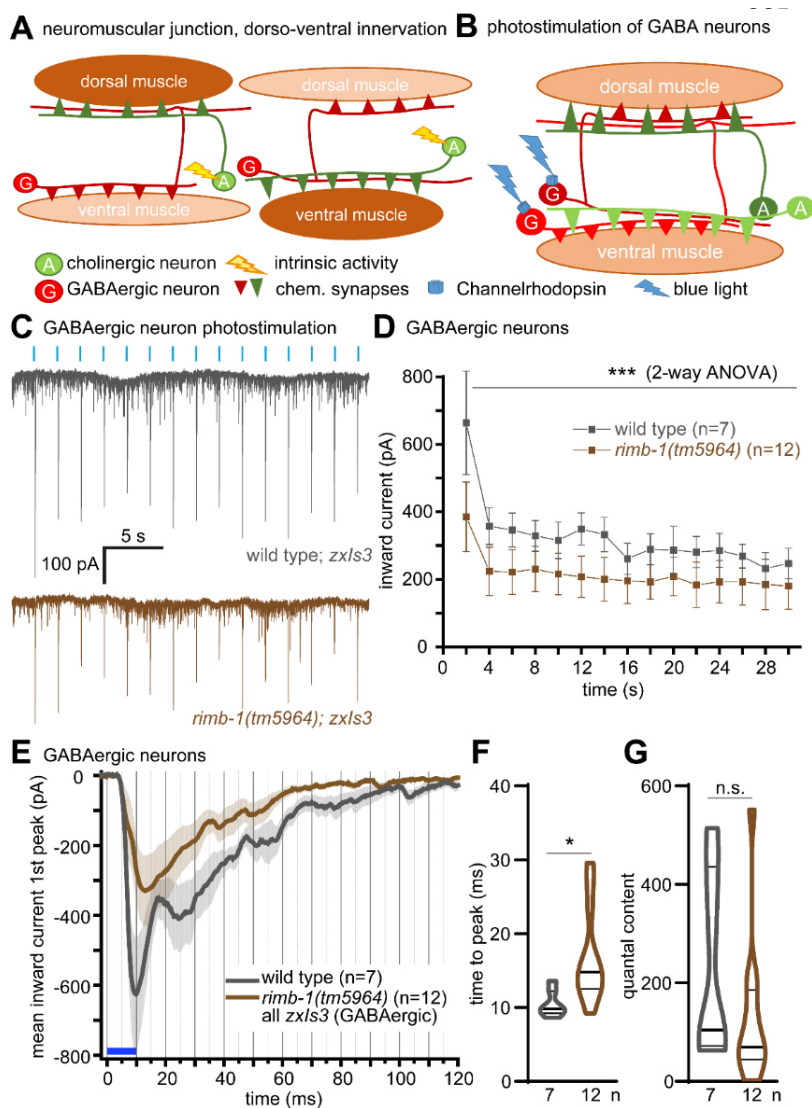 A neuromuscular junction, dorso-ventral innervation
B photostimulation of GABA neurons
dorsal muscle
dorsal muscle
dorsal muscle
A
G
G
G
G
A
A
A
ventral muscle
ventral muscle
ventral muscle
A cholinergic neuron
intrinsic activity
G GABAergic neuron
chem. synapses
Channelrhodopsin
blue light
C GABAergic neuron photostimulation
5 s
100 pA
wild type; zxIs3
rimb-1(tm5964); zxIs3
D GABAergic neurons
*** (2-way ANOVA)
wild type (n=7)
rimb-1(tm5964) (n=12)
inward current (pA)
800
600
400
200
0
0 4 8 12 16 20 24 28
time (s)
E GABAergic neurons
mean inward current 1st peak (pA)
0
-200
-400
-600
-800
wild type (n=7)
rimb-1(tm5964) (n=12)
all zxIs3 (GABAergic)
0 20 40 60 80 100 120
time (ms)
F
time to peak (ms)
40
30
20
10
0
*
7 12 n
G
quantal content
600
400
200
0
n.s.
7 12 n